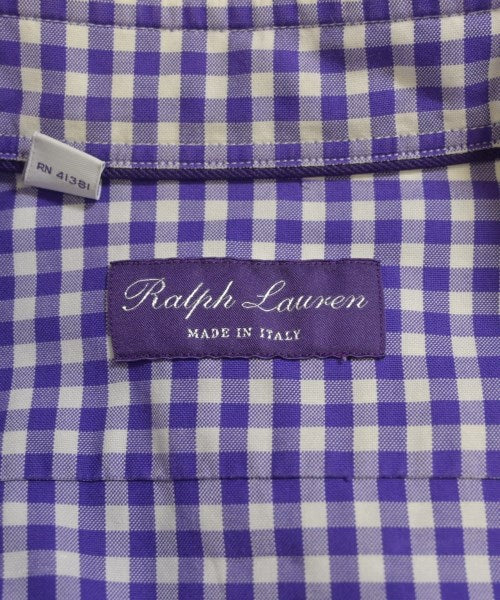 RN 41381
Ralph Lauren
MADE IN ITALY